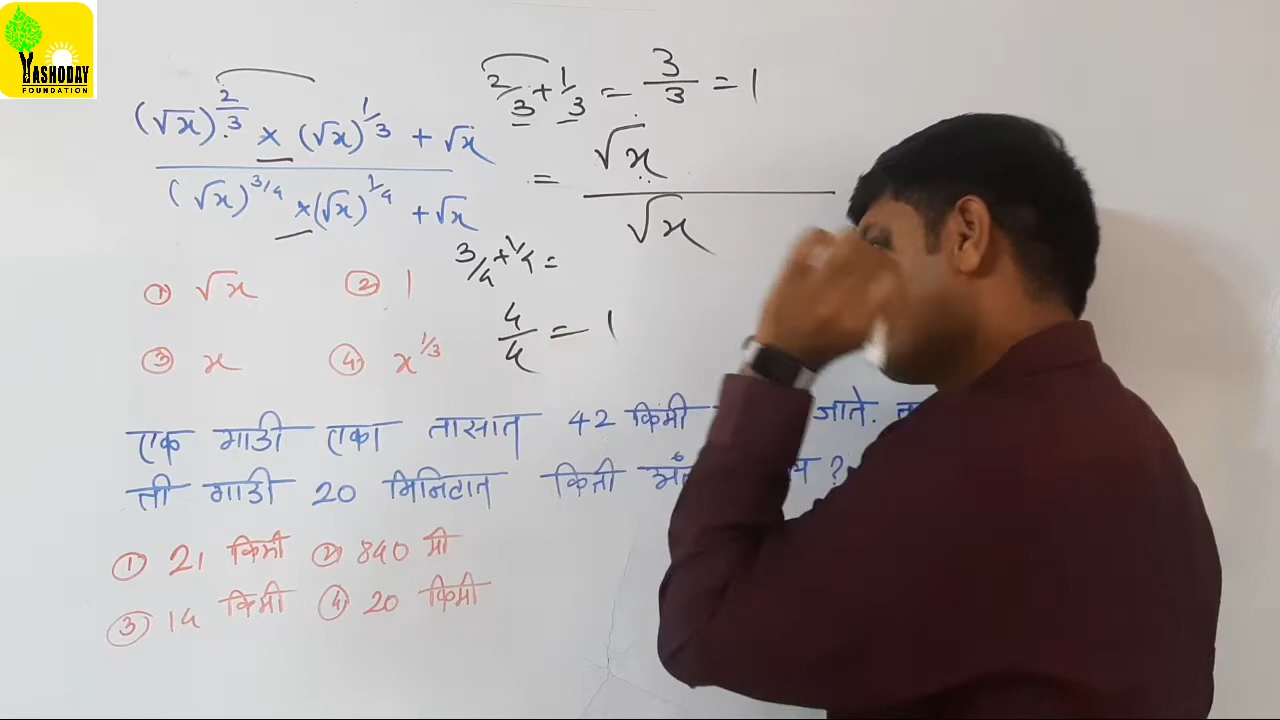 YASHODAY
FOUNDATION
(√x)^2/3 × (√x)^1/3 + √x
(√x)^3/4 × (√x)^1/4 + √x
2/3 + 1/3 = 3/3 = 1
= √x
√x
3/4 + 1/4 =
4/4 = 1
① √x ② 1
③ x ④ x^1/3
एक गाडी एका तासात 42 किमी जाते.
ती गाडी 20 मिनिटात किती ?
① 21 किमी ② 840 मी
③ 14 किमी ④ 20 किमी